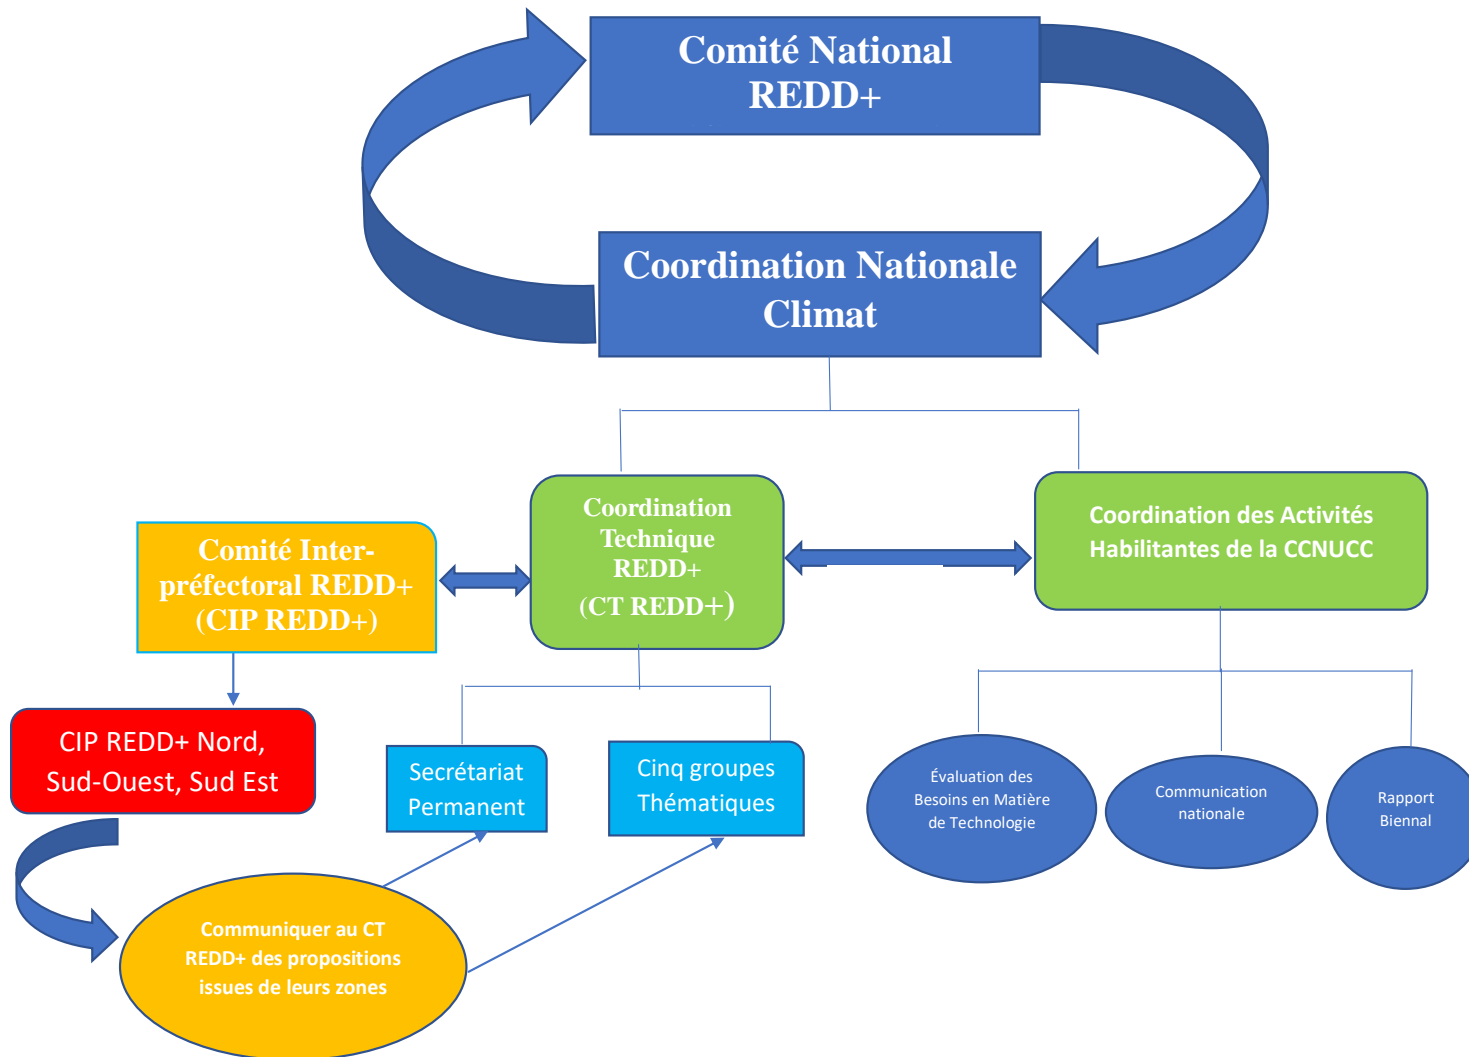 Comité National
REDD+
Coordination Nationale
Climat
Coordination
Technique
REDD+
(CT REDD+)
Coordination des Activités
Habilitantes de la CCNUCC
Comité Inter-
préfectoral REDD+
(CIP REDD+)
CIP REDD+ Nord,
Sud-Ouest, Sud Est
Secrétariat
Permanent
Cinq groupes
Thématiques
Évaluation des
Besoins en Matière
de Technologie
Communication
nationale
Rapport
Biennal
Communiquer au CT
REDD+ des propositions
issues de leurs zones